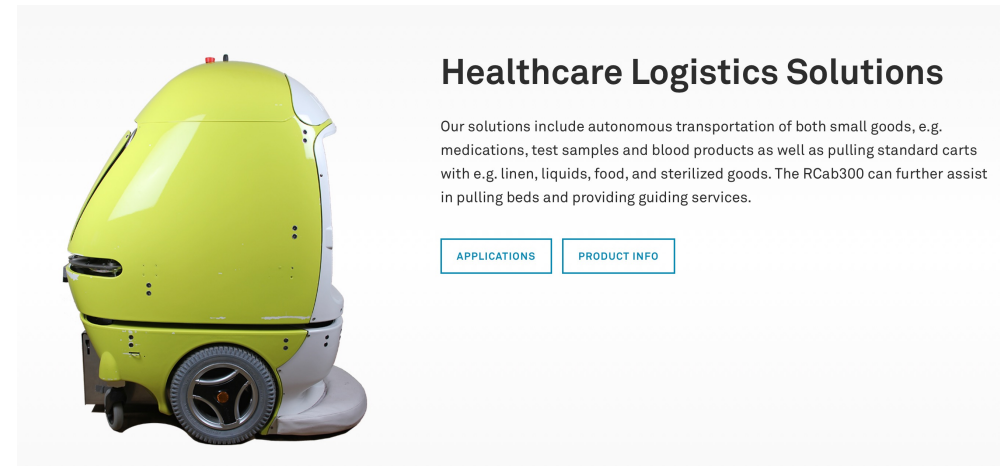 Healthcare Logistics Solutions
Our solutions include autonomous transportation of both small goods, e.g.
medications, test samples and blood products as well as pulling standard carts
with e.g. linen, liquids, food, and sterilized goods. The RCab300 can further assist
in pulling beds and providing guiding services.
APPLICATIONS
PRODUCT INFO